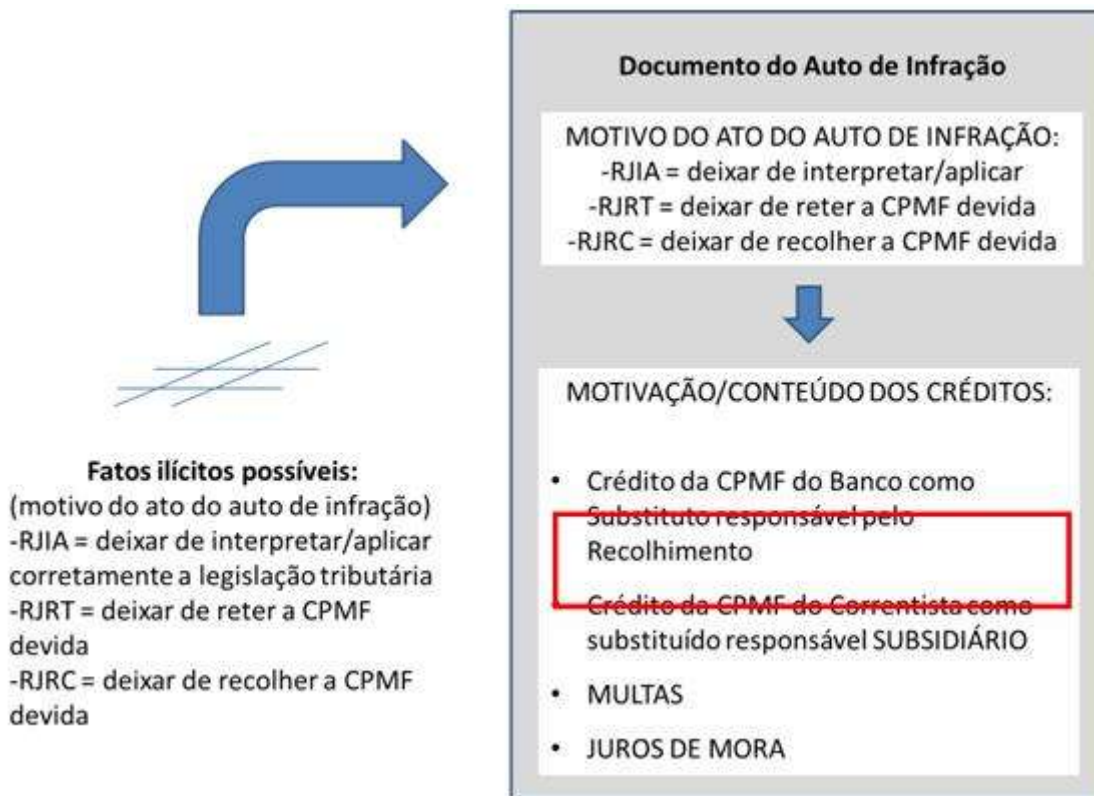 Documento do Auto de Infração
MOTIVO DO ATO DO AUTO DE INFRAÇÃO:
-RJIA = deixar de interpretar/aplicar
-RJRT = deixar de reter a CPMF devida
-RJRC = deixar de recolher a CPMF devida
MOTIVAÇÃO/CONTEÚDO DOS CRÉDITOS:
• Crédito da CPMF do Banco como
Substituto responsável pelo
Recolhimento
• Crédito da CPMF do Correntista como
substituído responsável SUBSIDIÁRIO
• MULTAS
• JUROS DE MORA
Fatos ilícitos possíveis:
(motivo do ato do auto de infração)
-RJIA = deixar de interpretar/aplicar
corretamente a legislação tributária
-RJRT = deixar de reter a CPMF
devida
-RJRC = deixar de recolher a CPMF
devida